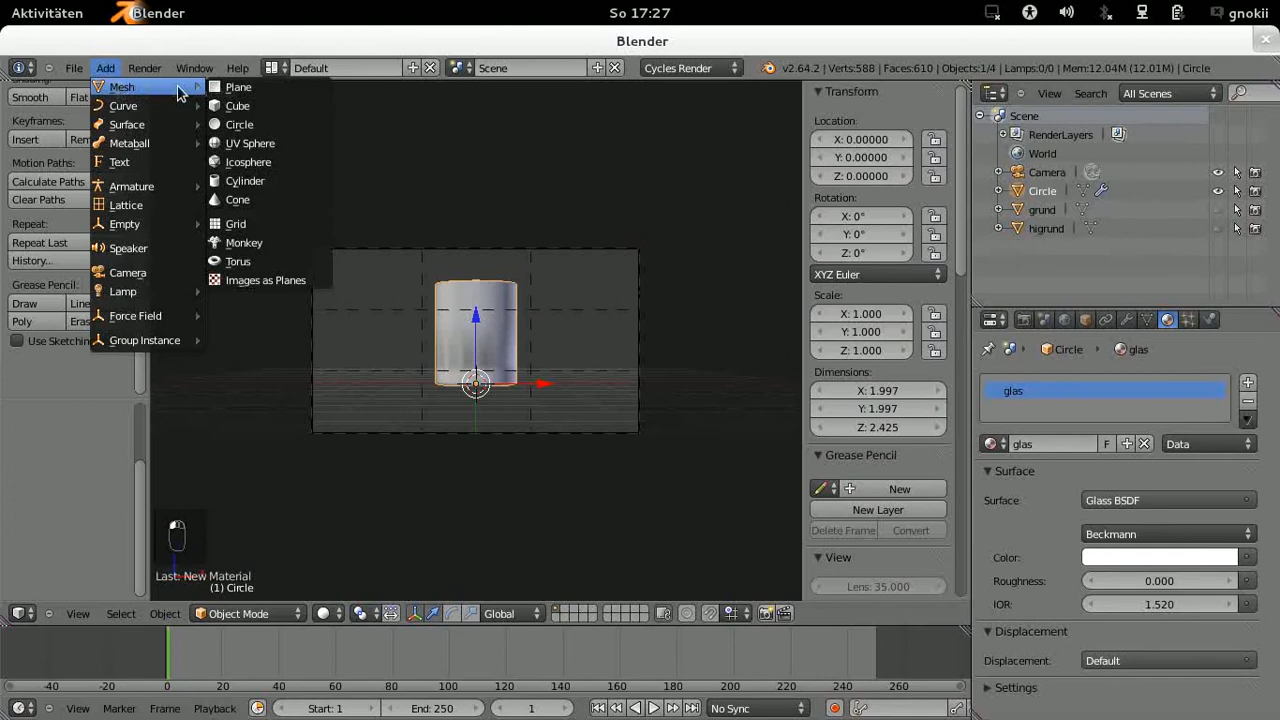 Aktivitäten
Blender
So 17:27
gnokii
Blender
File Add Render Window Help
Default
Scene
Cycles Render
v2.64.2 | Verts:588 | Faces:610 | Objects:1/4 | Lamps:0/0 | Mem:12.04M (12.01M) | Circle
Smooth Flat
Keyframes:
Insert
Motion Paths:
Calculate Paths
Clear Paths
Repeat:
Repeat Last
History...
Grease Pencil:
Draw Line
Poly Eras
Use Sketchin
Mesh
Curve
Surface
Metaball
Text
Armature
Lattice
Empty
Speaker
Camera
Lamp
Force Field
Group Instance
Plane
Cube
Circle
UV Sphere
Icosphere
Cylinder
Cone
Grid
Monkey
Torus
Images as Planes
Last: New Material
(1) Circle
Transform
Location:
X: 0.00000
Y: 0.00000
Z: 0.00000
Rotation:
X: 0°
Y: 0°
Z: 0°
XYZ Euler
Scale:
X: 1.000
Y: 1.000
Z: 1.000
Dimensions:
X: 1.997
Y: 1.997
Z: 2.425
Grease Pencil
New
New Layer
Delete Frame Convert
View
Lens: 35.000
View Search All Scenes
Scene
RenderLayers
World
Camera
Circle
grund
higrund
Circle glas
glas
glas F Data
Surface
Surface: Glass BSDF
Beckmann
Color:
Roughness: 0.000
IOR: 1.520
Displacement
Displacement: Default
Settings
View Select Object Object Mode Global
-40 -20 0 20 40 60 80 100 120 140 160 180 200 220 240 260
View Marker Frame Playback Start: 1 End: 250 1 No Sync